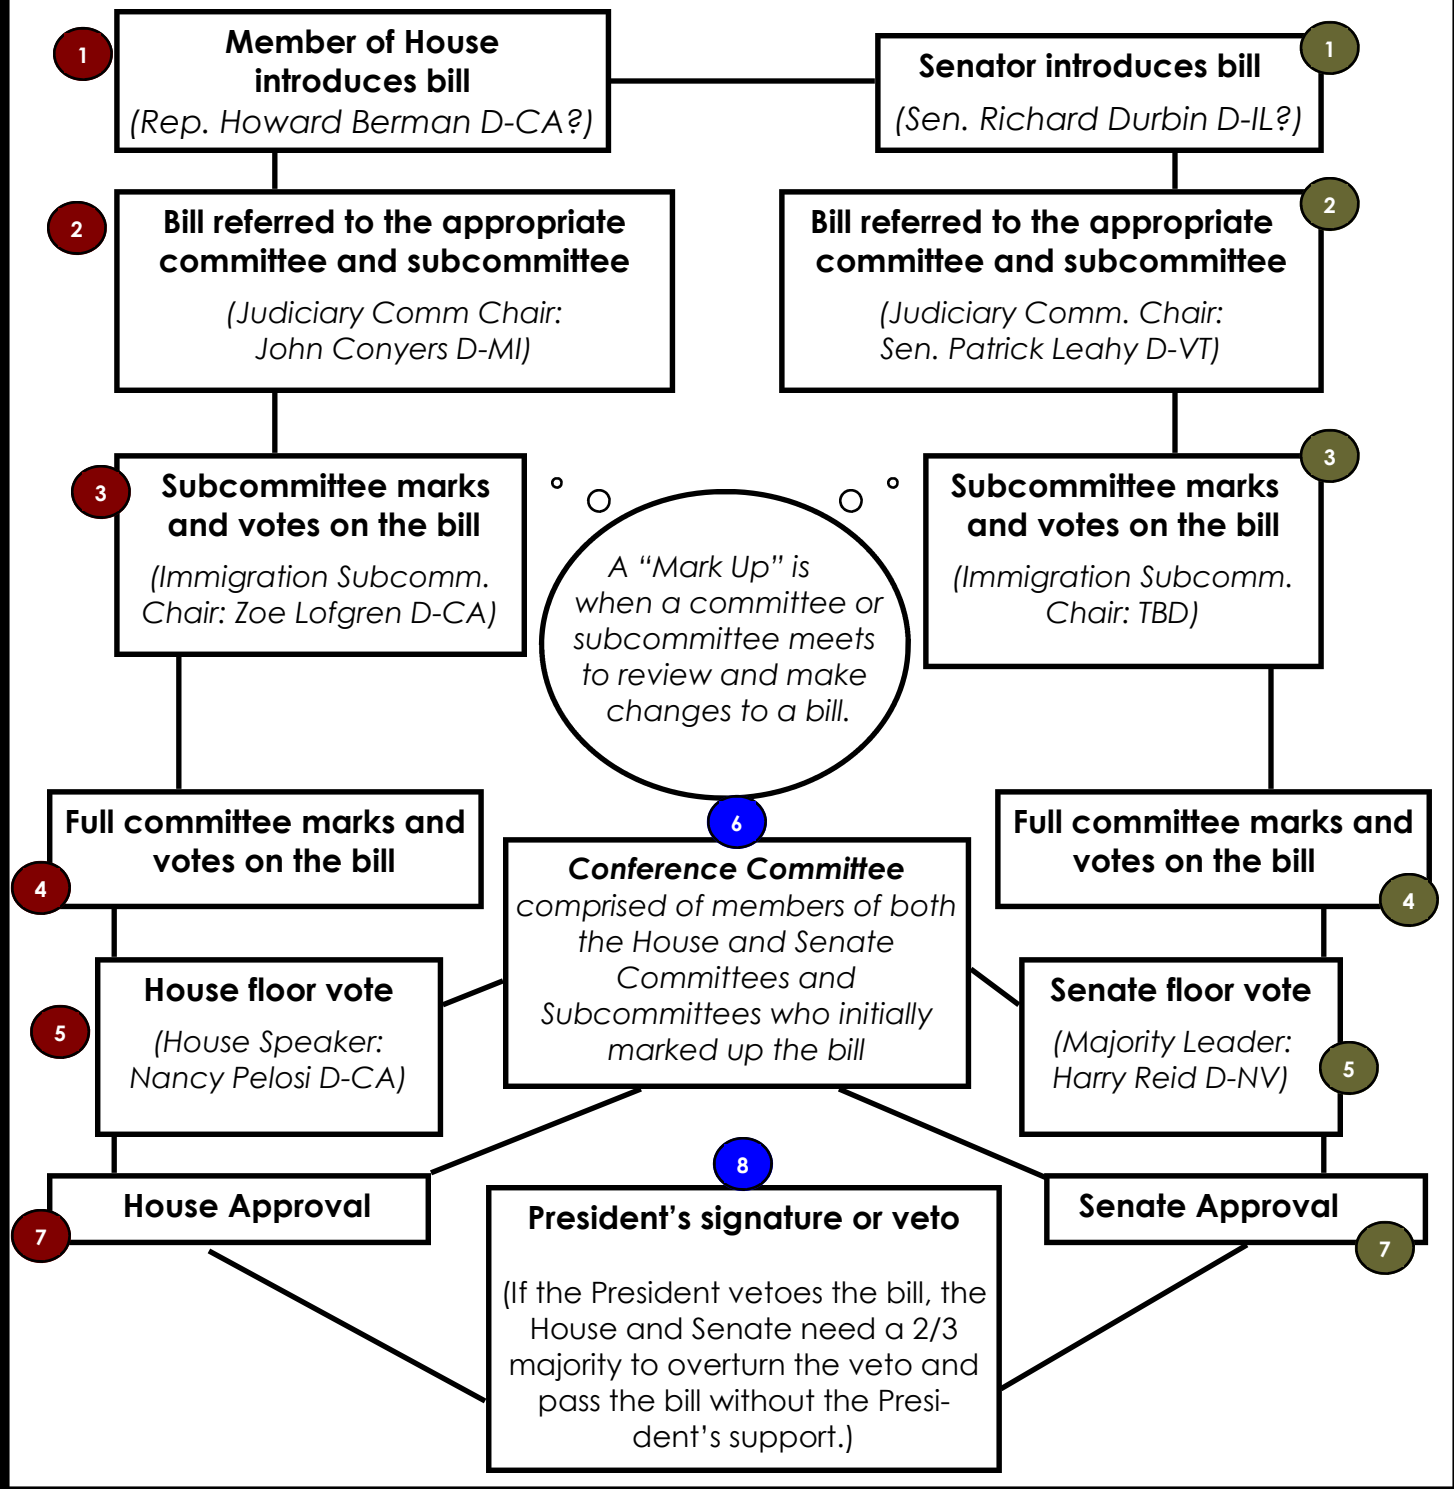 1
Member of House
introduces bill
(Rep. Howard Berman D-CA?)
1
Senator introduces bill
(Sen. Richard Durbin D-IL?)
2
Bill referred to the appropriate
committee and subcommittee
(Judiciary Comm Chair:
John Conyers D-MI)
2
Bill referred to the appropriate
committee and subcommittee
(Judiciary Comm. Chair:
Sen. Patrick Leahy D-VT)
3
Subcommittee marks
and votes on the bill
(Immigration Subcomm.
Chair: Zoe Lofgren D-CA)
A “Mark Up” is
when a committee or
subcommittee meets
to review and make
changes to a bill.
3
Subcommittee marks
and votes on the bill
(Immigration Subcomm.
Chair: TBD)
Full committee marks and
votes on the bill
4
6
Conference Committee
comprised of members of both
the House and Senate
Committees and
Subcommittees who initially
marked up the bill
Full committee marks and
votes on the bill
4
House floor vote
5
(House Speaker:
Nancy Pelosi D-CA)
Senate floor vote
(Majority Leader:
Harry Reid D-NV)
5
House Approval
7
8
President’s signature or veto
(If the President vetoes the bill, the
House and Senate need a 2/3
majority to overturn the veto and
pass the bill without the Presi-
dent’s support.)
Senate Approval
7